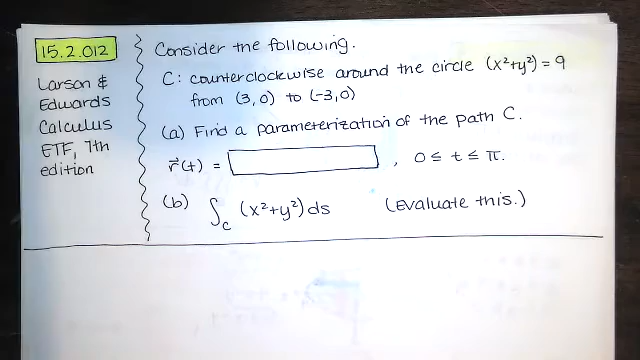 15.2.012
Larson &
Edwards
Calculus
ETF, 7th
edition
Consider the following.
C: counterclockwise around the circle (x²+y²) = 9
from (3,0) to (-3,0)
(a) Find a parameterization of the path C.
r⃗(t) = , 0 ≤ t ≤ π.
(b) ∫_C (x²+y²) ds (Evaluate this.)